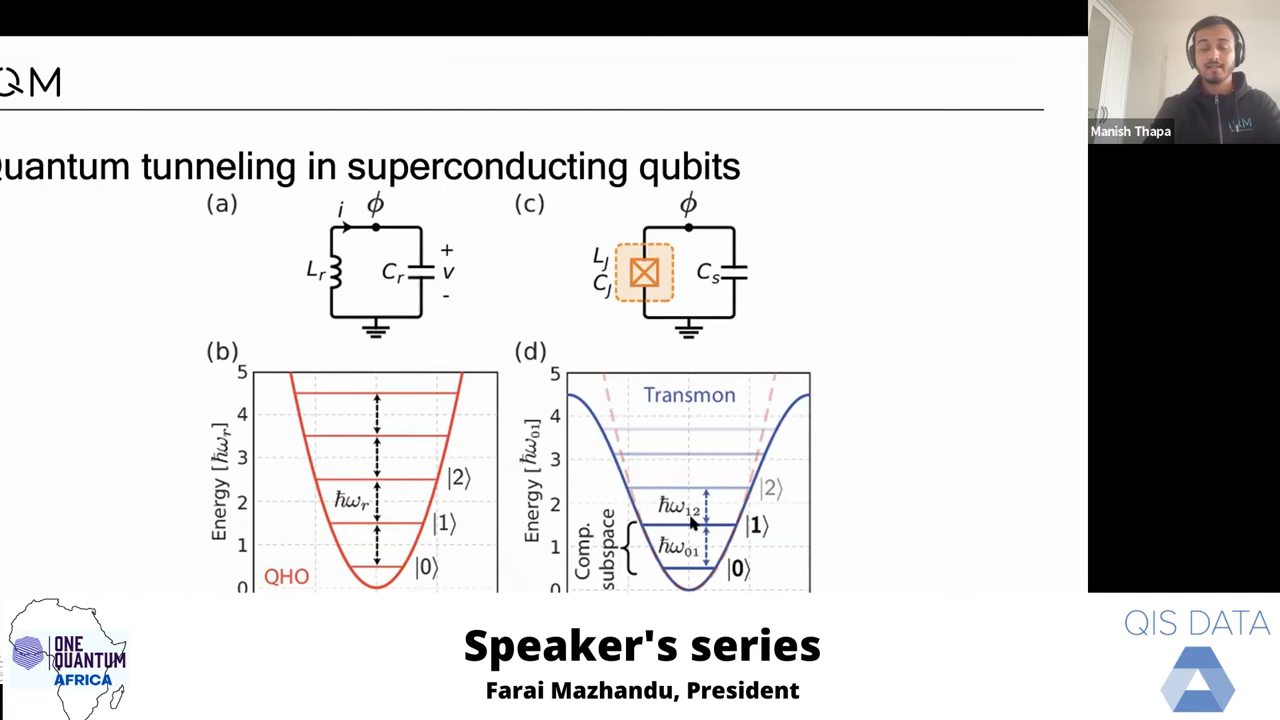 QM
Quantum tunneling in superconducting qubits
(a)
i
ϕ
L_r
C_r
+
v
-
(c)
ϕ
L_J
C_J
C_s
(b)
5
4
3
2
1
0
Energy [ℏω_r]
ℏω_r
|2⟩
|1⟩
|0⟩
QHO
(d)
5
4
3
2
1
0
Energy [ℏω_01]
Transmon
Comp.
subspace
ℏω_12
ℏω_01
|2⟩
|1⟩
|0⟩
Manish Thapa
ONE
QUANTUM
AFRICA
Speaker's series
Farai Mazhandu, President
QIS DATA